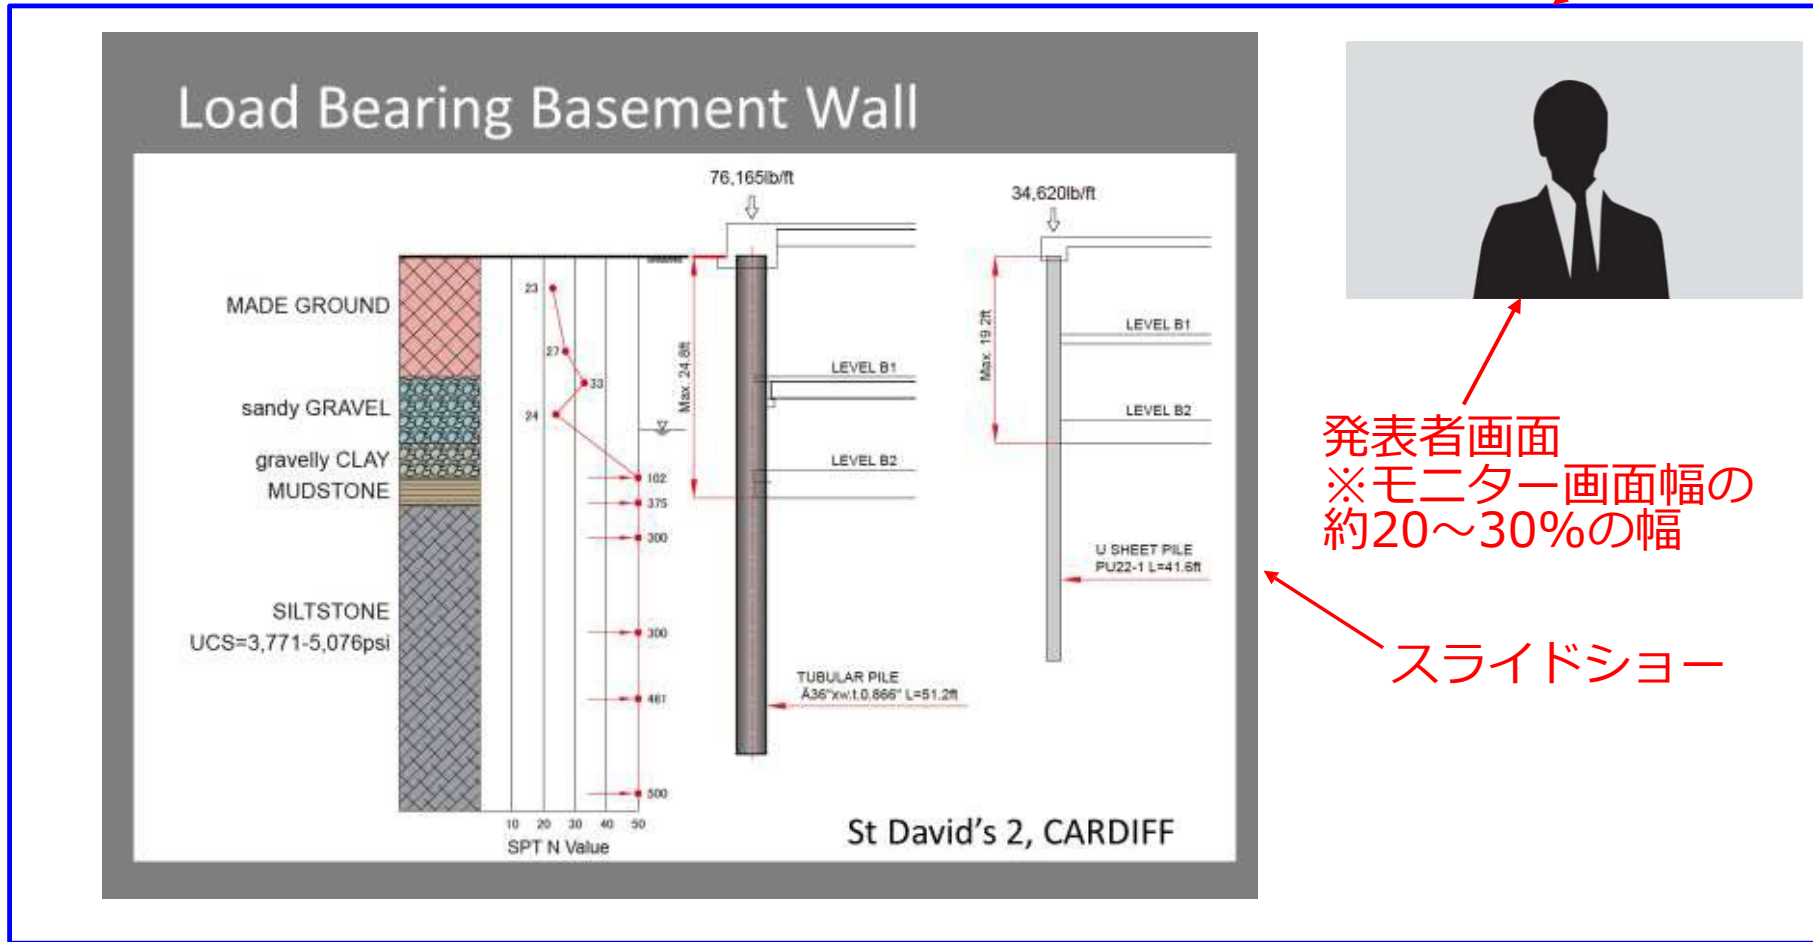 Load Bearing Basement Wall
76,165lb/ft
34,620lb/ft
MADE GROUND
sandy GRAVEL
gravelly CLAY
MUDSTONE
SILTSTONE
UCS=3,771-5,076psi
23
27
33
24
102
375
300
300
461
500
10 20 30 40 50
SPT N Value
Max. 24.8ft
LEVEL B1
LEVEL B2
TUBULAR PILE
Ä36"xw.t.0.866" L=51.2ft
Max. 19.2ft
LEVEL B1
LEVEL B2
U SHEET PILE
PU22-1 L=41.6ft
St David's 2, CARDIFF
発表者画面
※モニター画面幅の
約20～30%の幅
スライドショー